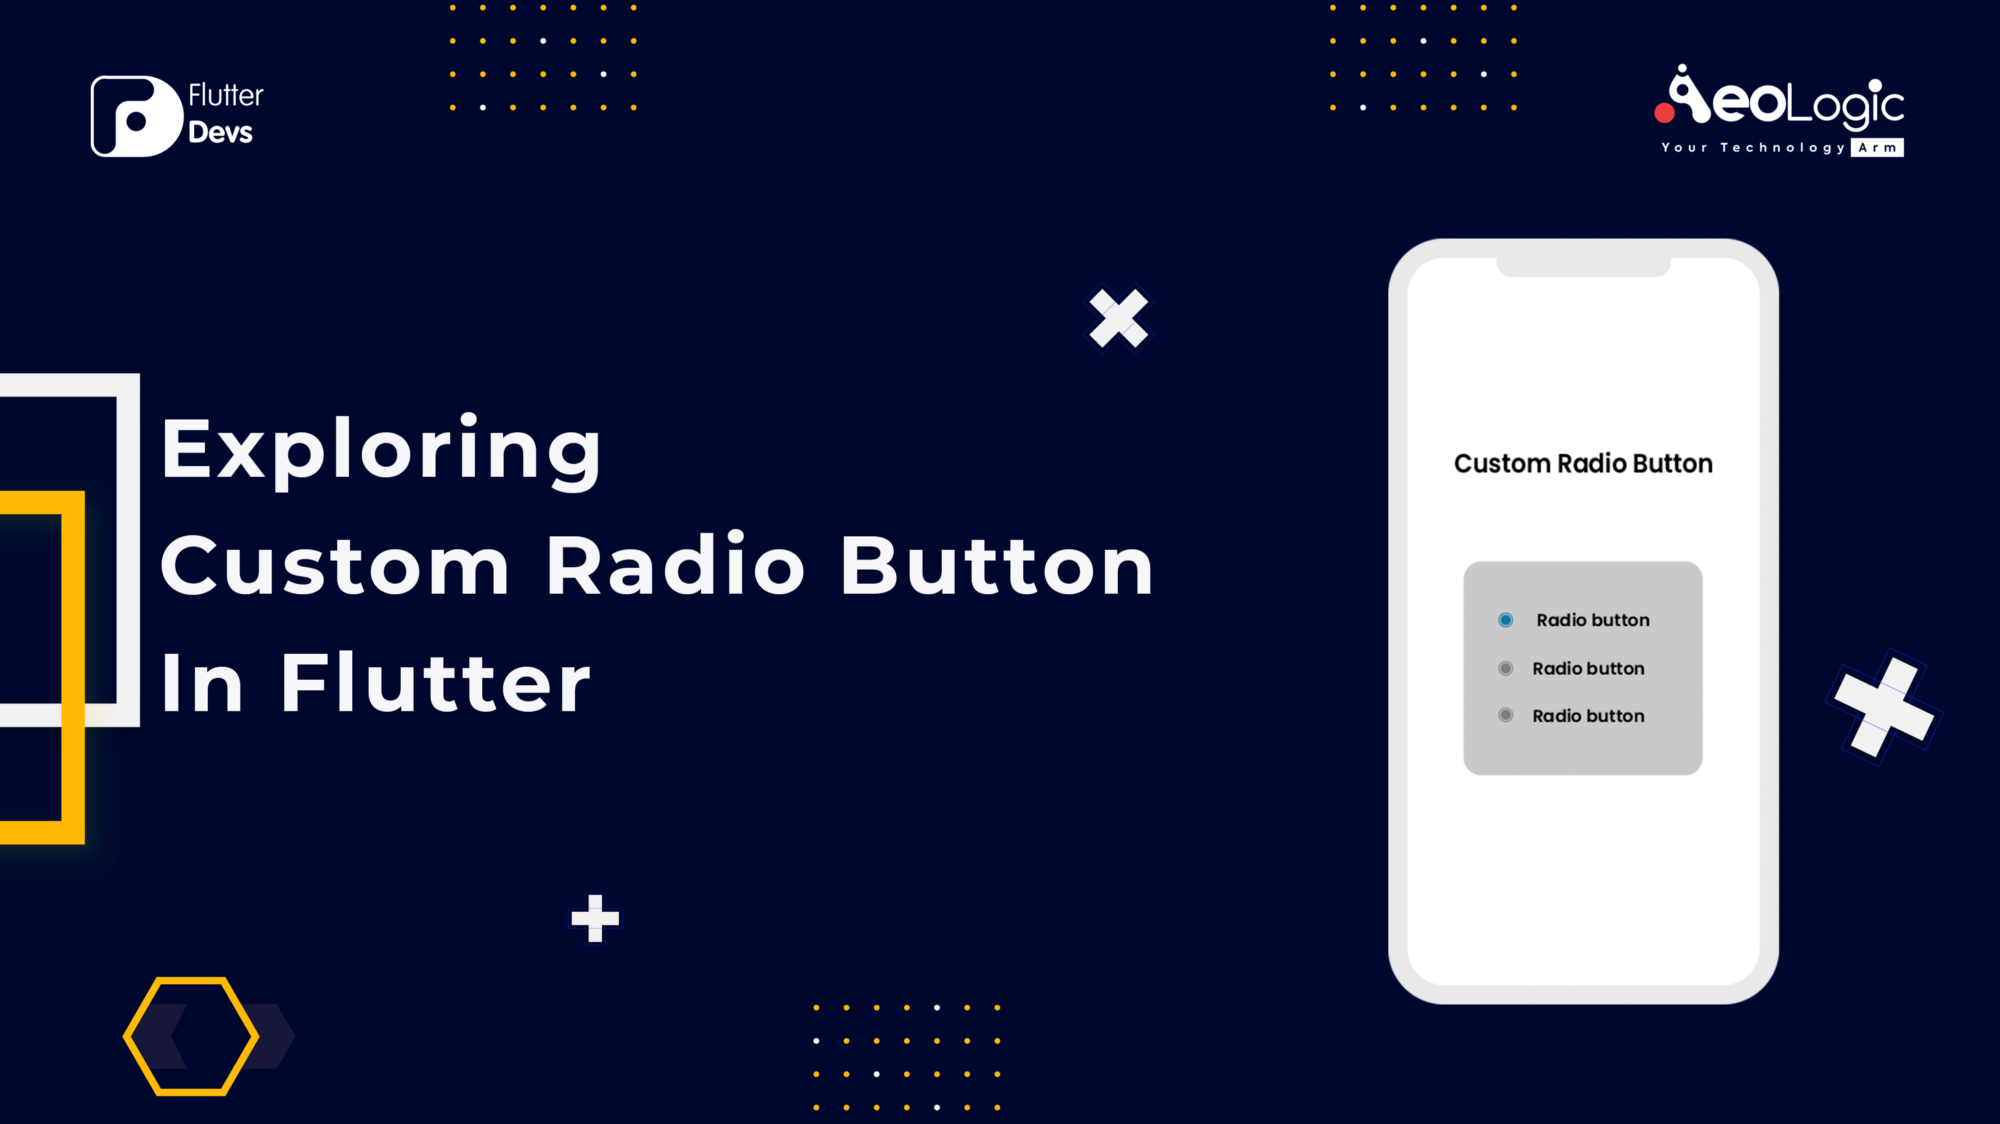 Flutter
Devs
AeoLogic
Your Technology Arm
Exploring
Custom Radio Button
In Flutter
Custom Radio Button
Radio button
Radio button
Radio button